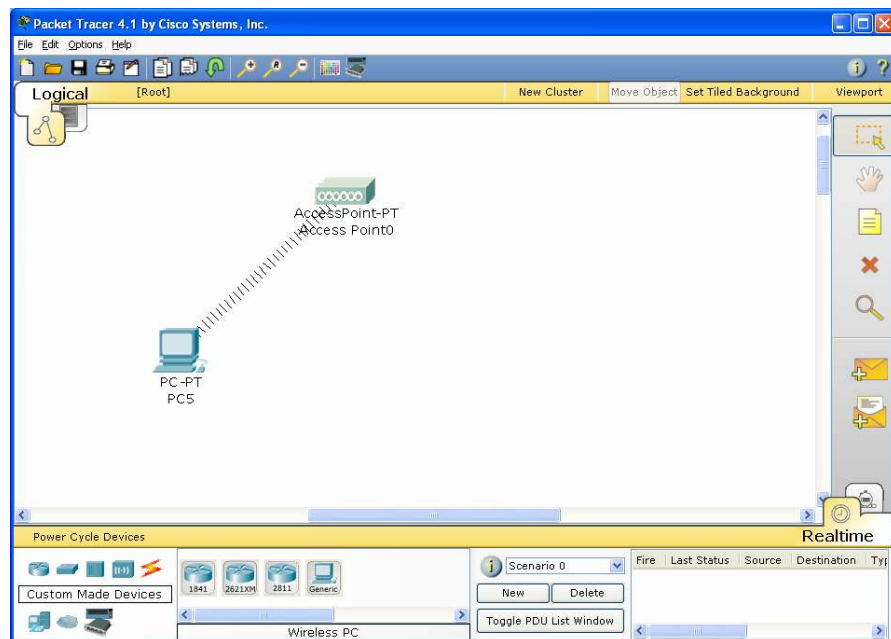 Packet Tracer 4.1 by Cisco Systems, Inc.
File Edit Options Help
Logical [Root] New Cluster Move Object Set Tiled Background Viewport
AccessPoint-PT
Access Point0
PC-PT
PC5
Power Cycle Devices Realtime
Scenario 0 Fire Last Status Source Destination Typ
1841 2621XM 2811 Generic
Custom Made Devices New Delete
Toggle PDU List Window
Wireless PC